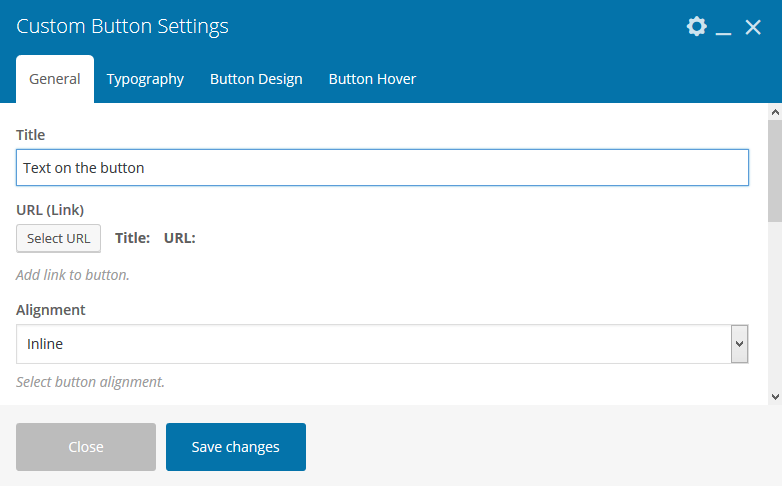 Custom Button Settings
General Typography Button Design Button Hover
Title
Text on the button
URL (Link)
Select URL Title: URL:
Add link to button.
Alignment
Inline
Select button alignment.
Close Save changes